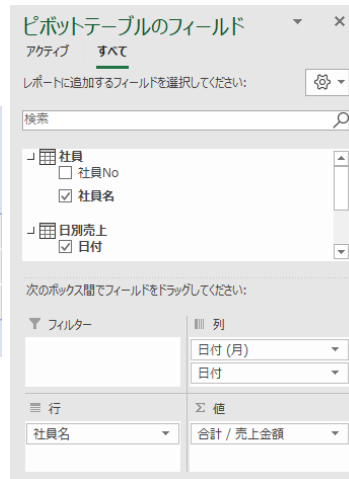 ピボットテーブルのフィールド
アクティブ すべて
レポートに追加するフィールドを選択してください:
検索
社員
社員No
社員名
日別売上
日付
次のボックス間でフィールドをドラッグしてください:
フィルター
列
日付 (月)
日付
行
社員名
Σ 値
合計 / 売上金額